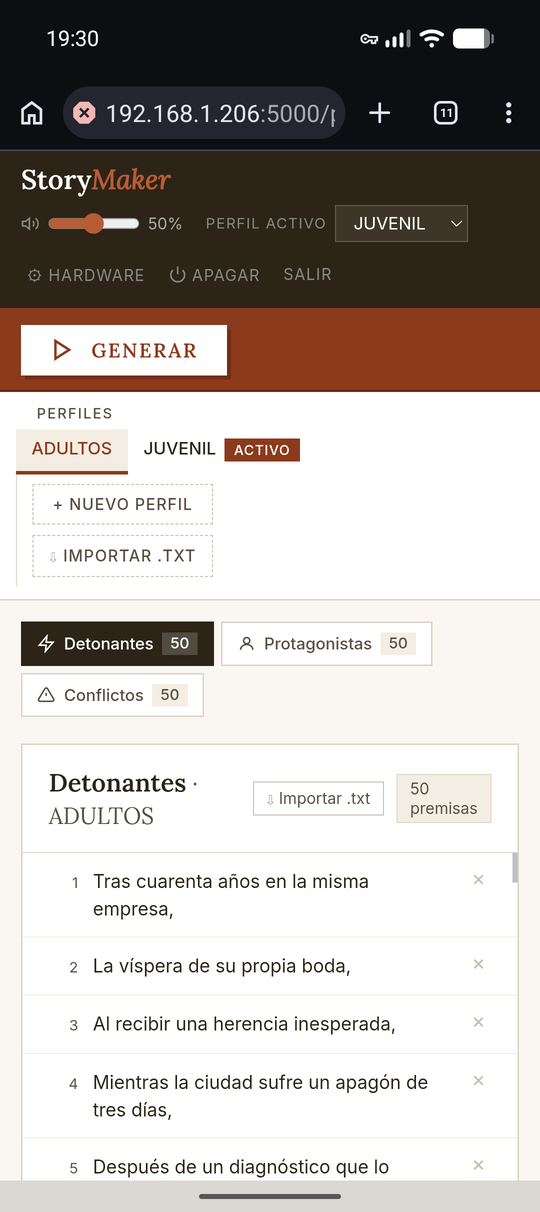 19:30
192.168.1.206:5000/
11
StoryMaker
50% PERFIL ACTIVO JUVENIL
HARDWARE APAGAR SALIR
GENERAR
PERFILES
ADULTOS JUVENIL ACTIVO
+ NUEVO PERFIL
⇩ IMPORTAR .TXT
Detonantes 50 Protagonistas 50
Conflictos 50
Detonantes ·
ADULTOS
⇩ Importar .txt
50
premisas
1 Tras cuarenta años en la misma
empresa,
×
2 La víspera de su propia boda, ×
3 Al recibir una herencia inesperada, ×
4 Mientras la ciudad sufre un apagón de
tres días,
×
5 Después de un diagnóstico que lo ×